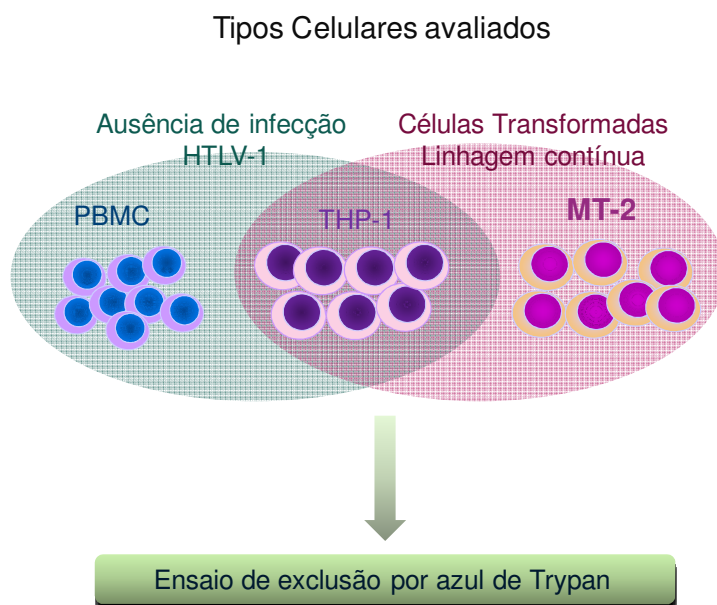 Tipos Celulares avaliados
Ausência de infecção
HTLV-1
Células Transformadas
Linhagem contínua
PBMC
THP-1
MT-2
Ensaio de exclusão por azul de Trypan